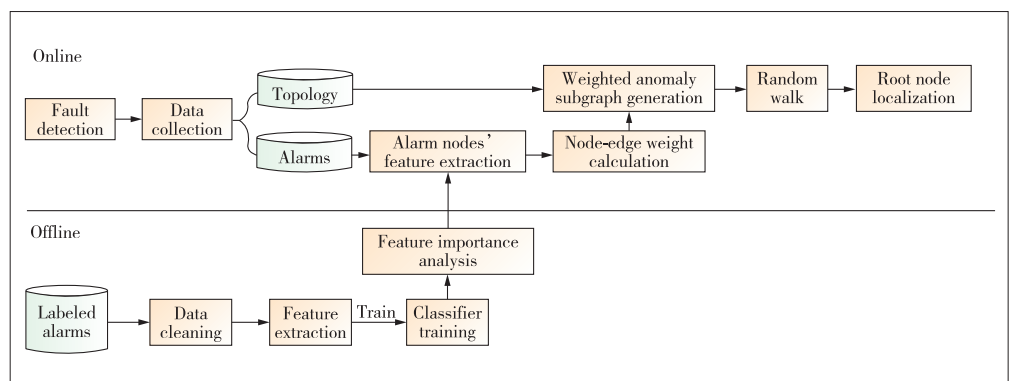 Online
Fault
detection
Data
collection
Topology
Alarms
Alarm nodes’
feature extraction
Weighted anomaly
subgraph generation
Node-edge weight
calculation
Random
walk
Root node
localization
Offline
Feature importance
analysis
Labeled
alarms
Data
cleaning
Feature
extraction
Train
Classifier
training